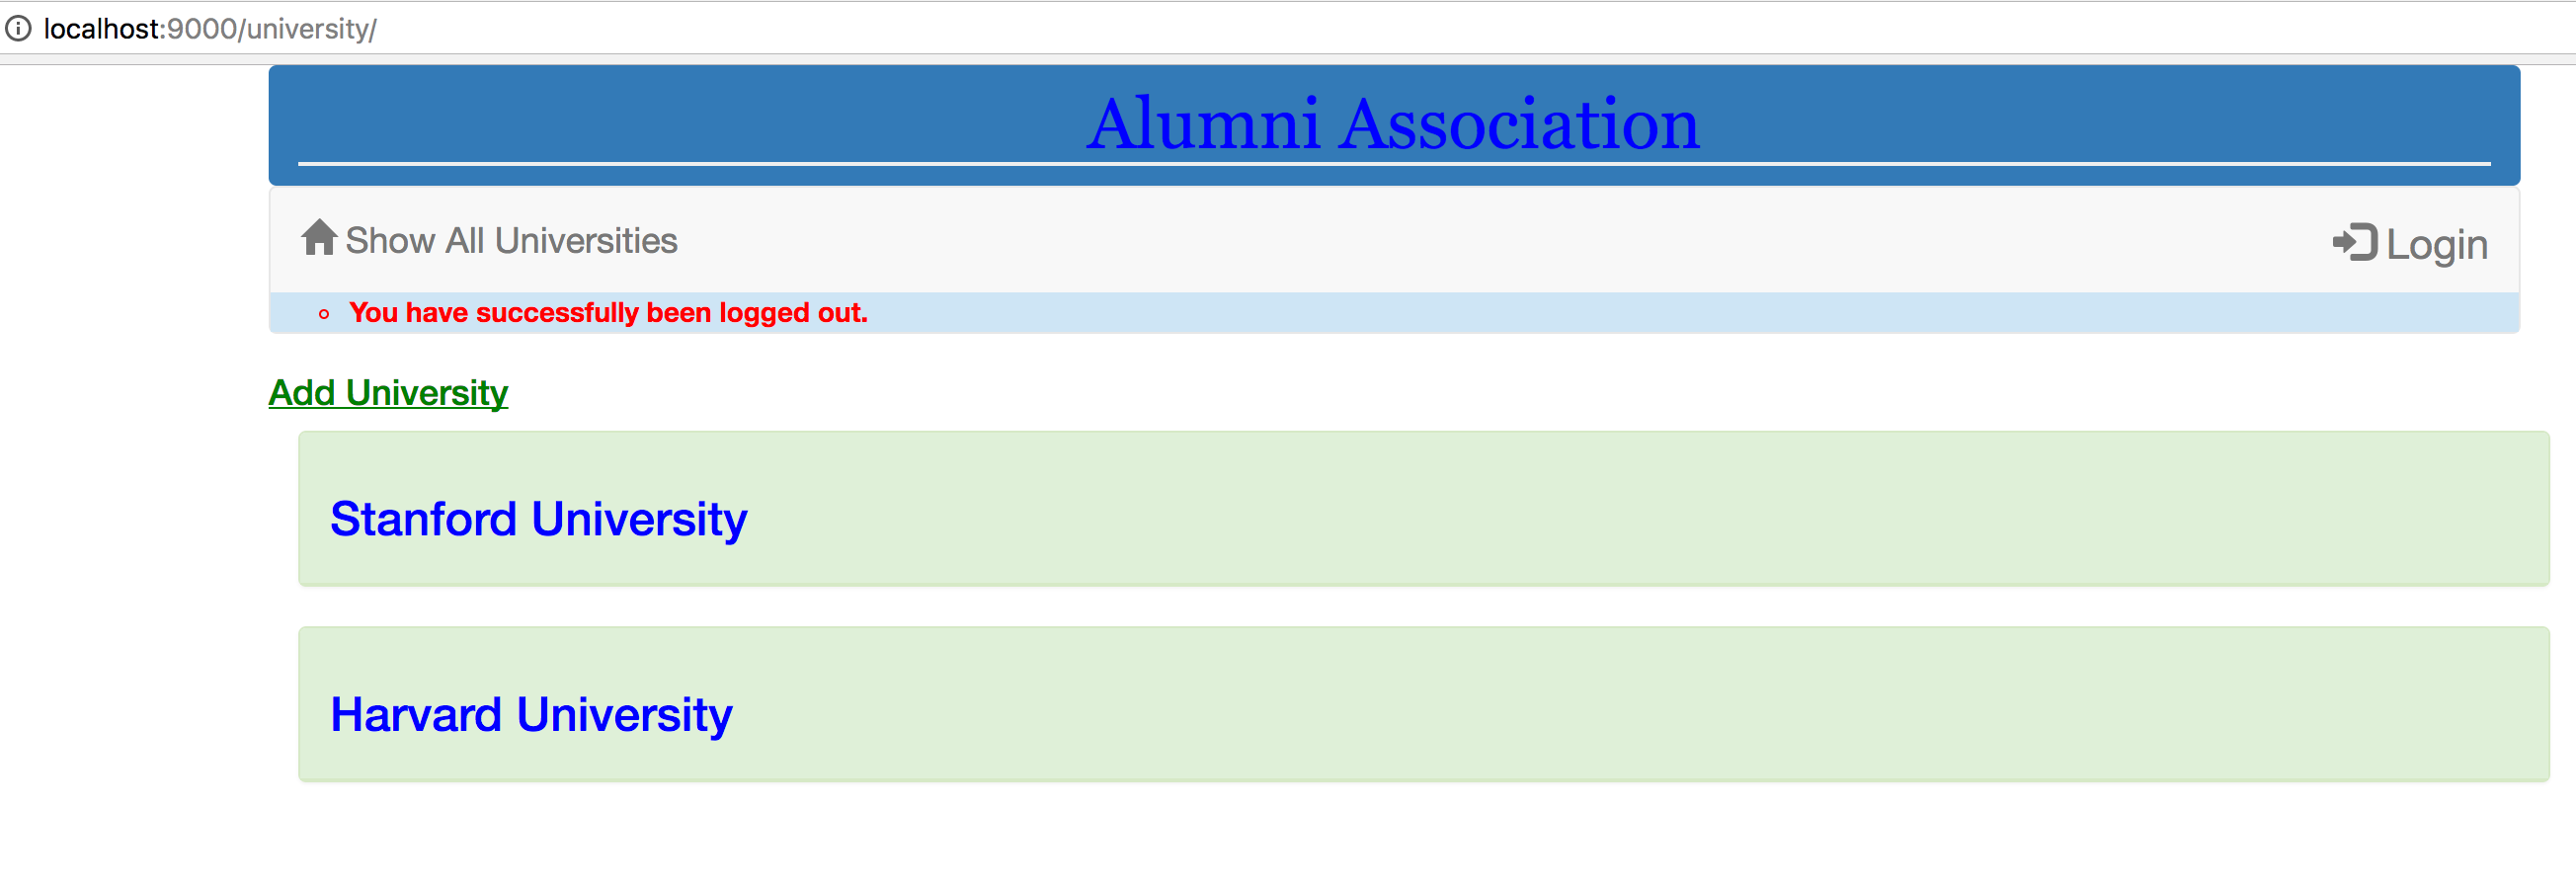 localhost:9000/university/
Alumni Association
Show All Universities
Login
You have successfully been logged out.
Add University
Stanford University
Harvard University